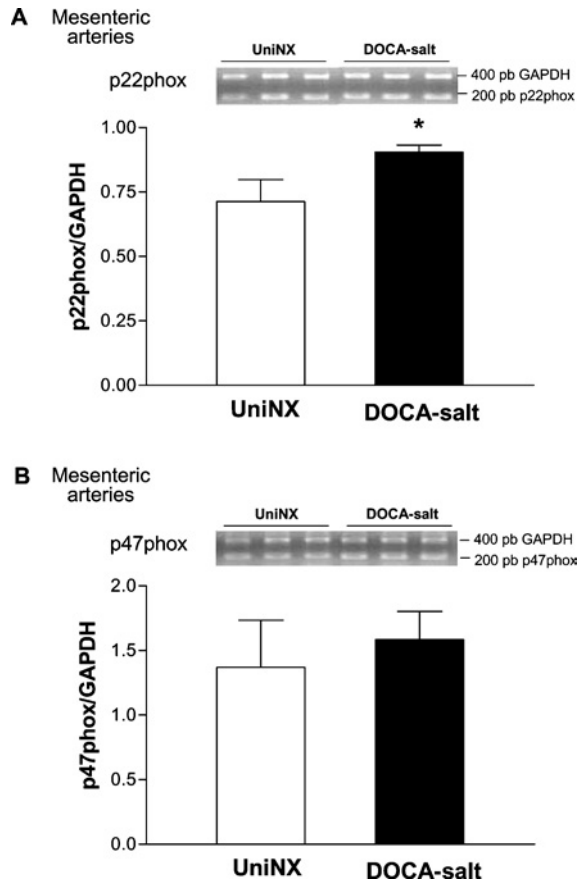 A Mesenteric
arteries
UniNX DOCA-salt
p22phox
400 pb GAPDH
200 pb p22phox
*
1.00
0.75
0.50
0.25
0.00
p22phox/GAPDH
UniNX DOCA-salt
B Mesenteric
arteries
UniNX DOCA-salt
p47phox
400 pb GAPDH
200 pb p47phox
2.0
1.5
1.0
0.5
0.0
p47phox/GAPDH
UniNX DOCA-salt